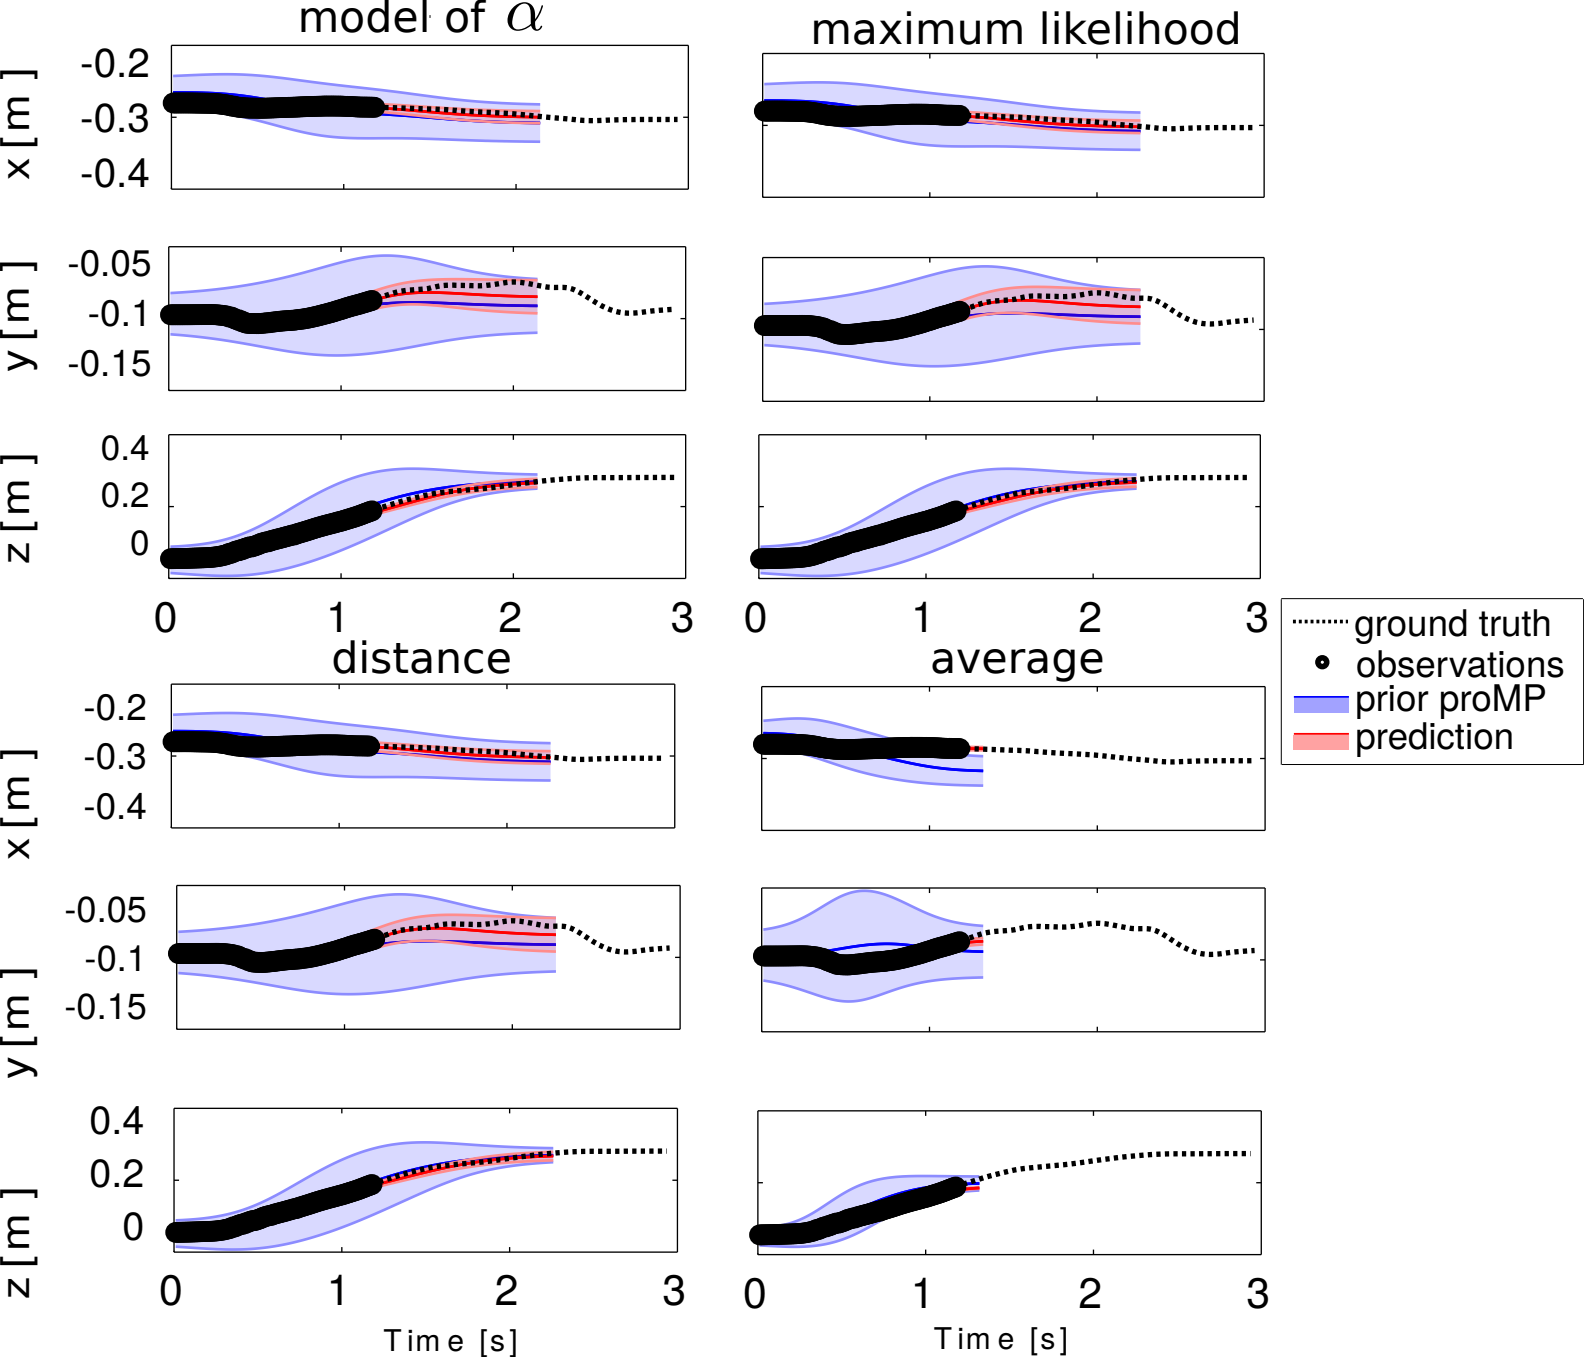 model of α
maximum likelihood
x[m]
-0.2
-0.3
-0.4
y[m]
-0.05
-0.1
-0.15
z[m]
0.4
0.2
0
0 1 2 3
0 1 2 3
distance
average
ground truth
observations
prior proMP
prediction
x[m]
-0.2
-0.3
-0.4
y[m]
-0.05
-0.1
-0.15
z[m]
0.4
0.2
0
0 1 2 3
0 1 2 3
Time [s]
Time [s]